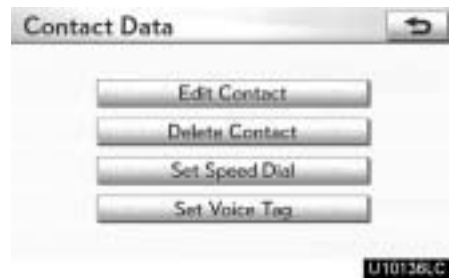 Contact Data
Edit Contact
Delete Contact
Set Speed Dial
Set Voice Tag
U10136LC